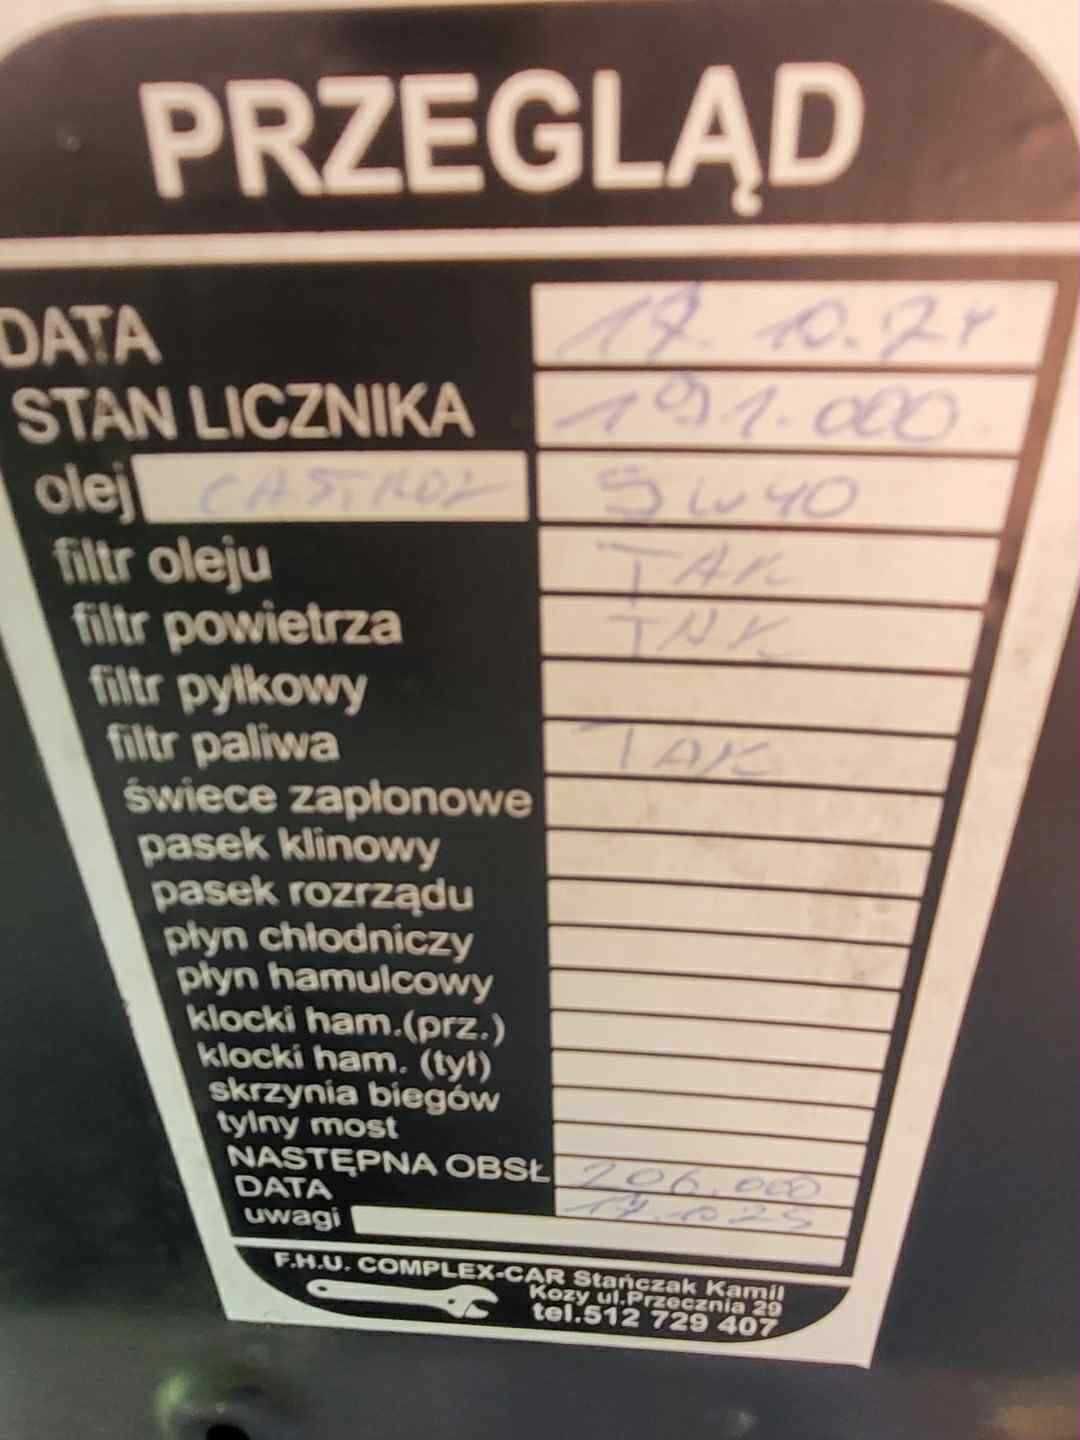 PRZEGLĄD
DATA 17.10.24
STAN LICZNIKA 191.000
olej CASTROL 5W40
filtr oleju TAK
filtr powietrza TAK
filtr pyłkowy
filtr paliwa TAK
świece zapłonowe
pasek klinowy
pasek rozrządu
płyn chłodniczy
płyn hamulcowy
klocki ham.(prz.)
klocki ham. (tył)
skrzynia biegów
tylny most
NASTĘPNA OBSŁ 206.000
DATA 17.10.25
uwagi
F.H.U. COMPLEX-CAR Stańczak Kamil
Kozy ul.Przecznia 29
tel.512 729 407